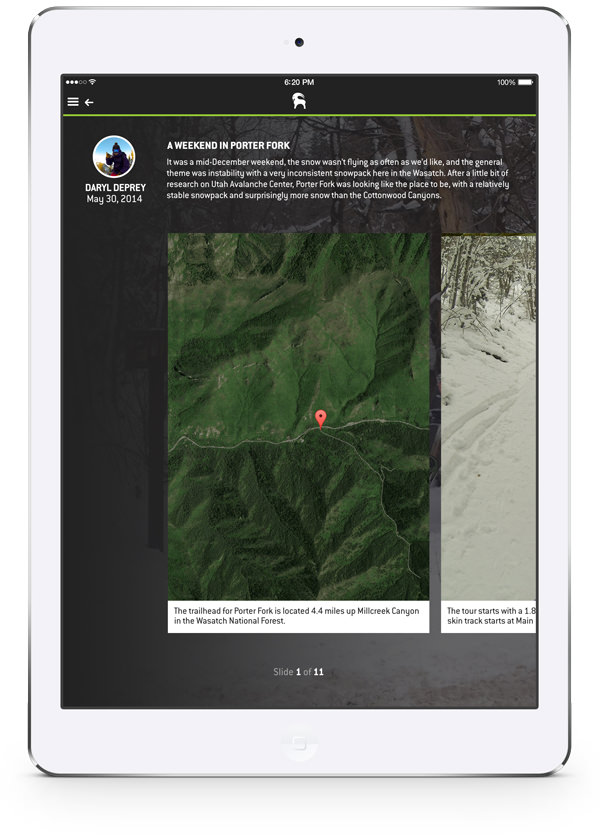 6:20 PM
100%
A WEEKEND IN PORTER FORK
It was a mid-December weekend, the snow wasn't flying as often as we'd like, and the general
theme was instability with a very inconsistent snowpack here in the Wasatch. After a little bit of
research on Utah Avalanche Center, Porter Fork was looking like the place to be, with a relatively
stable snowpack and surprisingly more snow than the Cottonwood Canyons.
DARYL DEPREY
May 30, 2014
The trailhead for Porter Fork is located 4.4 miles up Millcreek Canyon
in the Wasatch National Forest.
The tour starts with a 1.8
skin track starts at Main
Slide 1 of 11